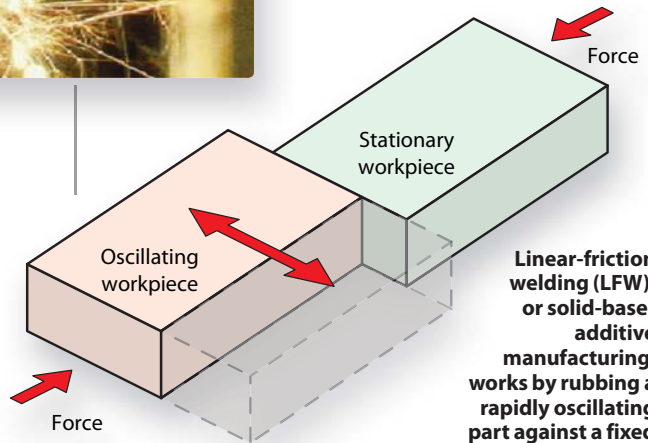 Force
Stationary
workpiece
Oscillating
workpiece
Force
Linear-friction
welding (LFW)
or solid-base
additive
manufacturing
works by rubbing a
rapidly oscillating
part against a fixed